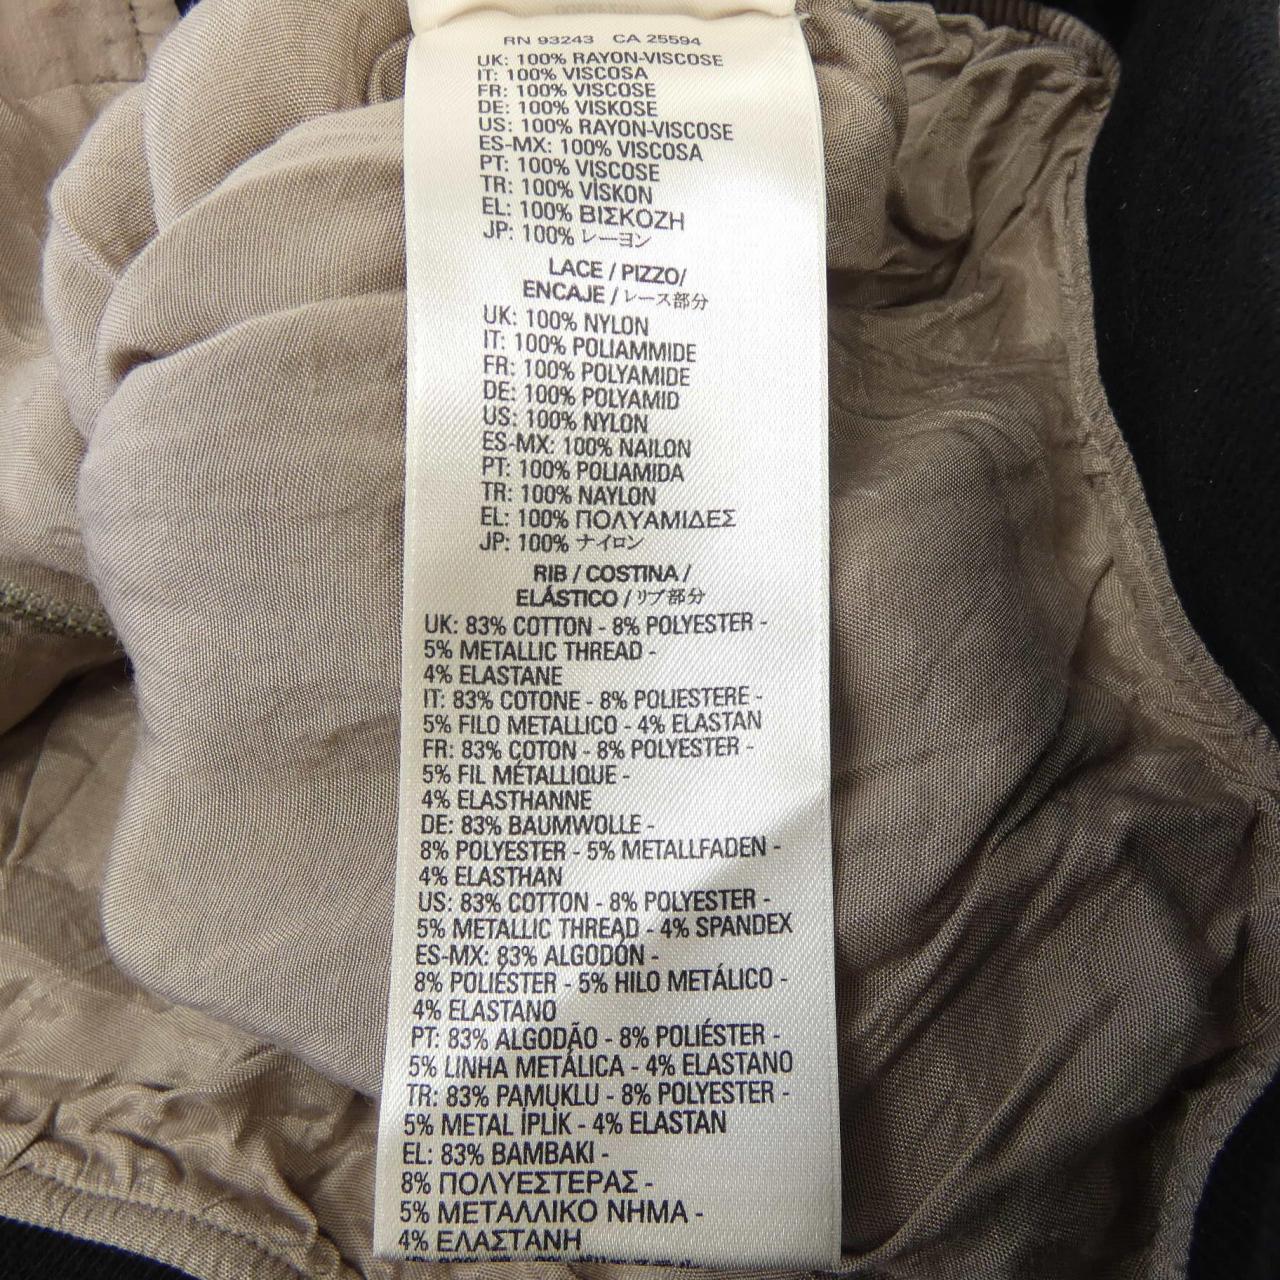 RN 93243 CA 25594
UK: 100% RAYON-VISCOSE
IT: 100% VISCOSA
FR: 100% VISCOSE
DE: 100% VISKOSE
US: 100% RAYON-VISCOSE
ES-MX: 100% VISCOSA
PT: 100% VISCOSE
TR: 100% VİSKON
EL: 100% ΒΙΣΚΟΖΗ
JP: 100% レーヨン
LACE / PIZZO/
ENCAJE / レース部分
UK: 100% NYLON
IT: 100% POLIAMMIDE
FR: 100% POLYAMIDE
DE: 100% POLYAMID
US: 100% NYLON
ES-MX: 100% NAILON
PT: 100% POLIAMIDA
TR: 100% NAYLON
EL: 100% ΠΟΛΥΑΜΙΔΕΣ
JP: 100% ナイロン
RIB / COSTINA /
ELÁSTICO / リブ部分
UK: 83% COTTON - 8% POLYESTER -
5% METALLIC THREAD -
4% ELASTANE
IT: 83% COTONE - 8% POLIESTERE -
5% FILO METALLICO - 4% ELASTAN
FR: 83% COTON - 8% POLYESTER -
5% FIL MÉTALLIQUE -
4% ELASTHANNE
DE: 83% BAUMWOLLE -
8% POLYESTER - 5% METALLFADEN -
4% ELASTHAN
US: 83% COTTON - 8% POLYESTER -
5% METALLIC THREAD - 4% SPANDEX
ES-MX: 83% ALGODÓN -
8% POLIÉSTER - 5% HILO METÁLICO -
4% ELASTANO
PT: 83% ALGODÃO - 8% POLIÉSTER -
5% LINHA METÁLICA - 4% ELASTANO
TR: 83% PAMUKLU - 8% POLYESTER -
5% METAL İPLİK - 4% ELASTAN
EL: 83% BAMBAKI -
8% ΠΟΛΥΕΣΤΕΡΑΣ -
5% ΜΕΤΑΛΛΙΚΟ ΝΗΜΑ -
4% ΕΛΑΣΤΑΝΗ